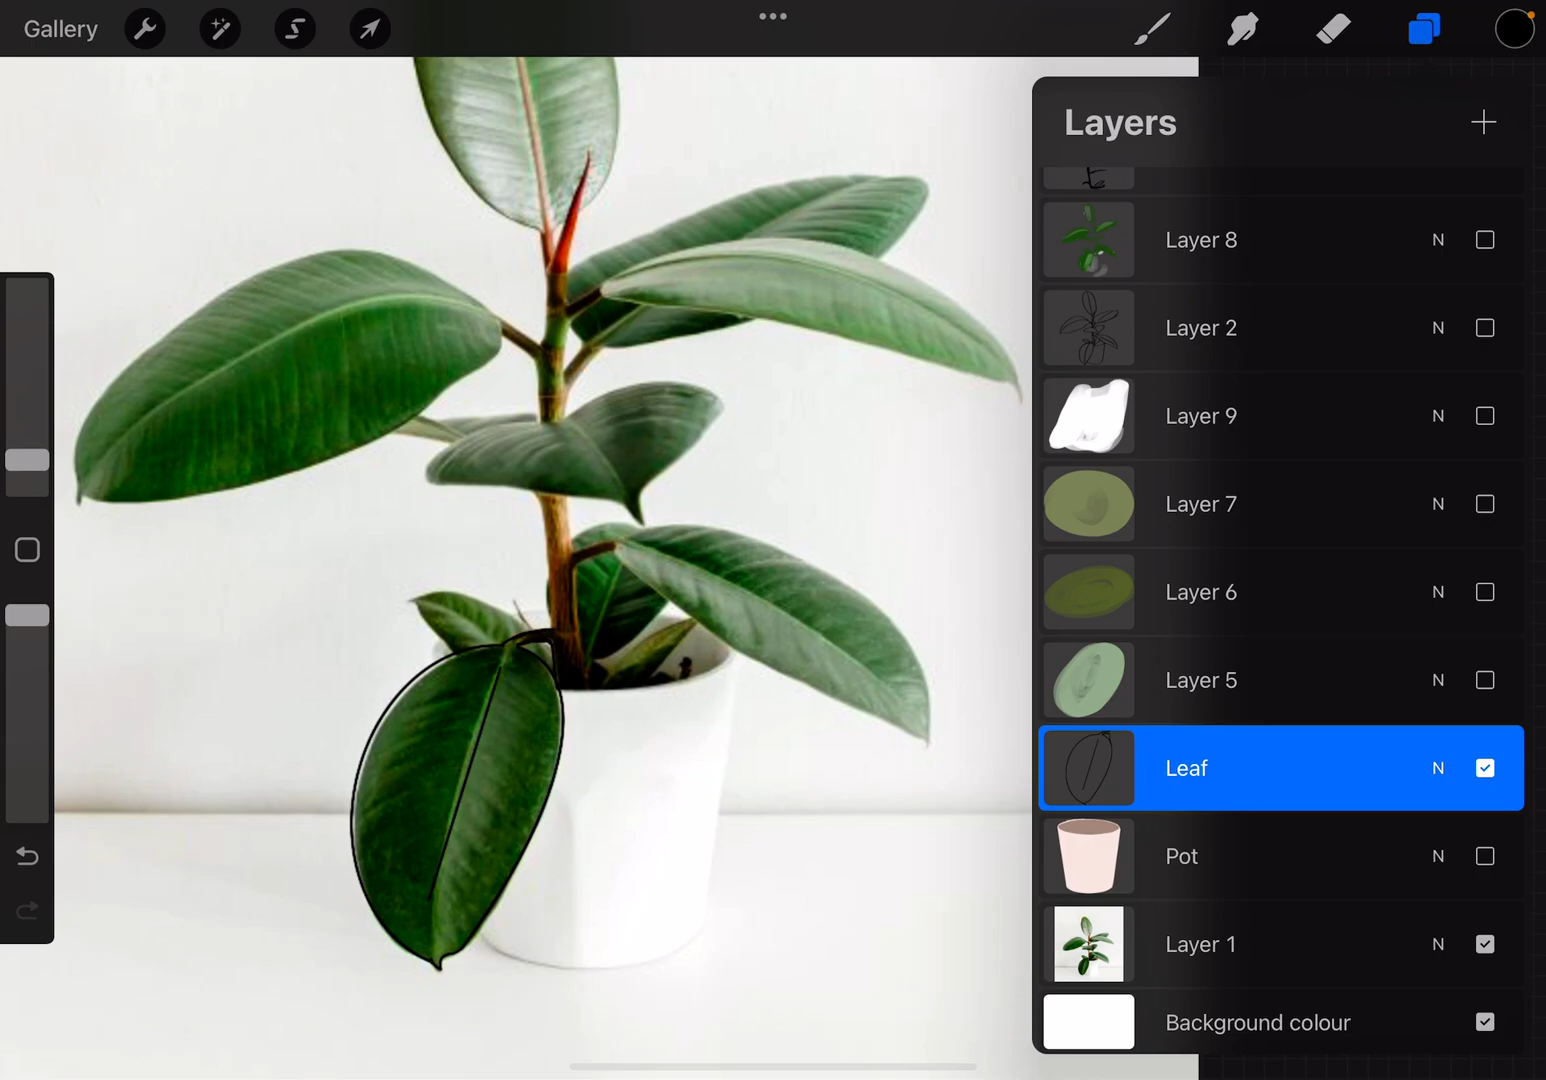 Gallery
Layers
Layer 8 N
Layer 2 N
Layer 9 N
Layer 7 N
Layer 6 N
Layer 5 N
Leaf N
Pot N
Layer 1 N
Background colour